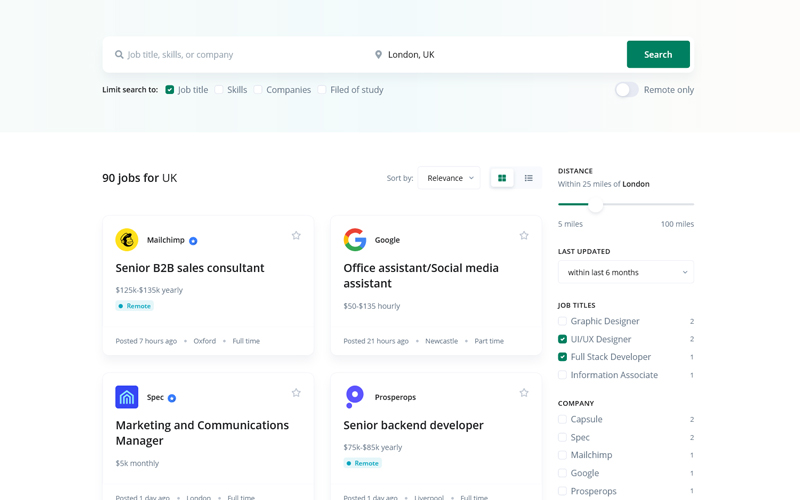 Job title, skills, or company
London, UK
Search
Limit search to: Job title Skills Companies Filed of study
Remote only
90 jobs for UK
Sort by: Relevance
Mailchimp
Senior B2B sales consultant
$125k-$135k yearly
Remote
Posted 7 hours ago • Oxford • Full time
Google
Office assistant/Social media
assistant
$50-$135 hourly
Posted 21 hours ago • Newcastle • Part time
Spec
Marketing and Communications
Manager
$5k monthly
Posted 1 day ago • London • Full time
Prosperops
Senior backend developer
$75k-$85k yearly
Remote
Posted 1 day ago • Liverpool • Full time
DISTANCE
Within 25 miles of London
5 miles 100 miles
LAST UPDATED
within last 6 months
JOB TITLES
Graphic Designer 2
UI/UX Designer 2
Full Stack Developer 1
Information Associate 1
COMPANY
Capsule 2
Spec 2
Mailchimp 1
Google 1
Prosperops 1